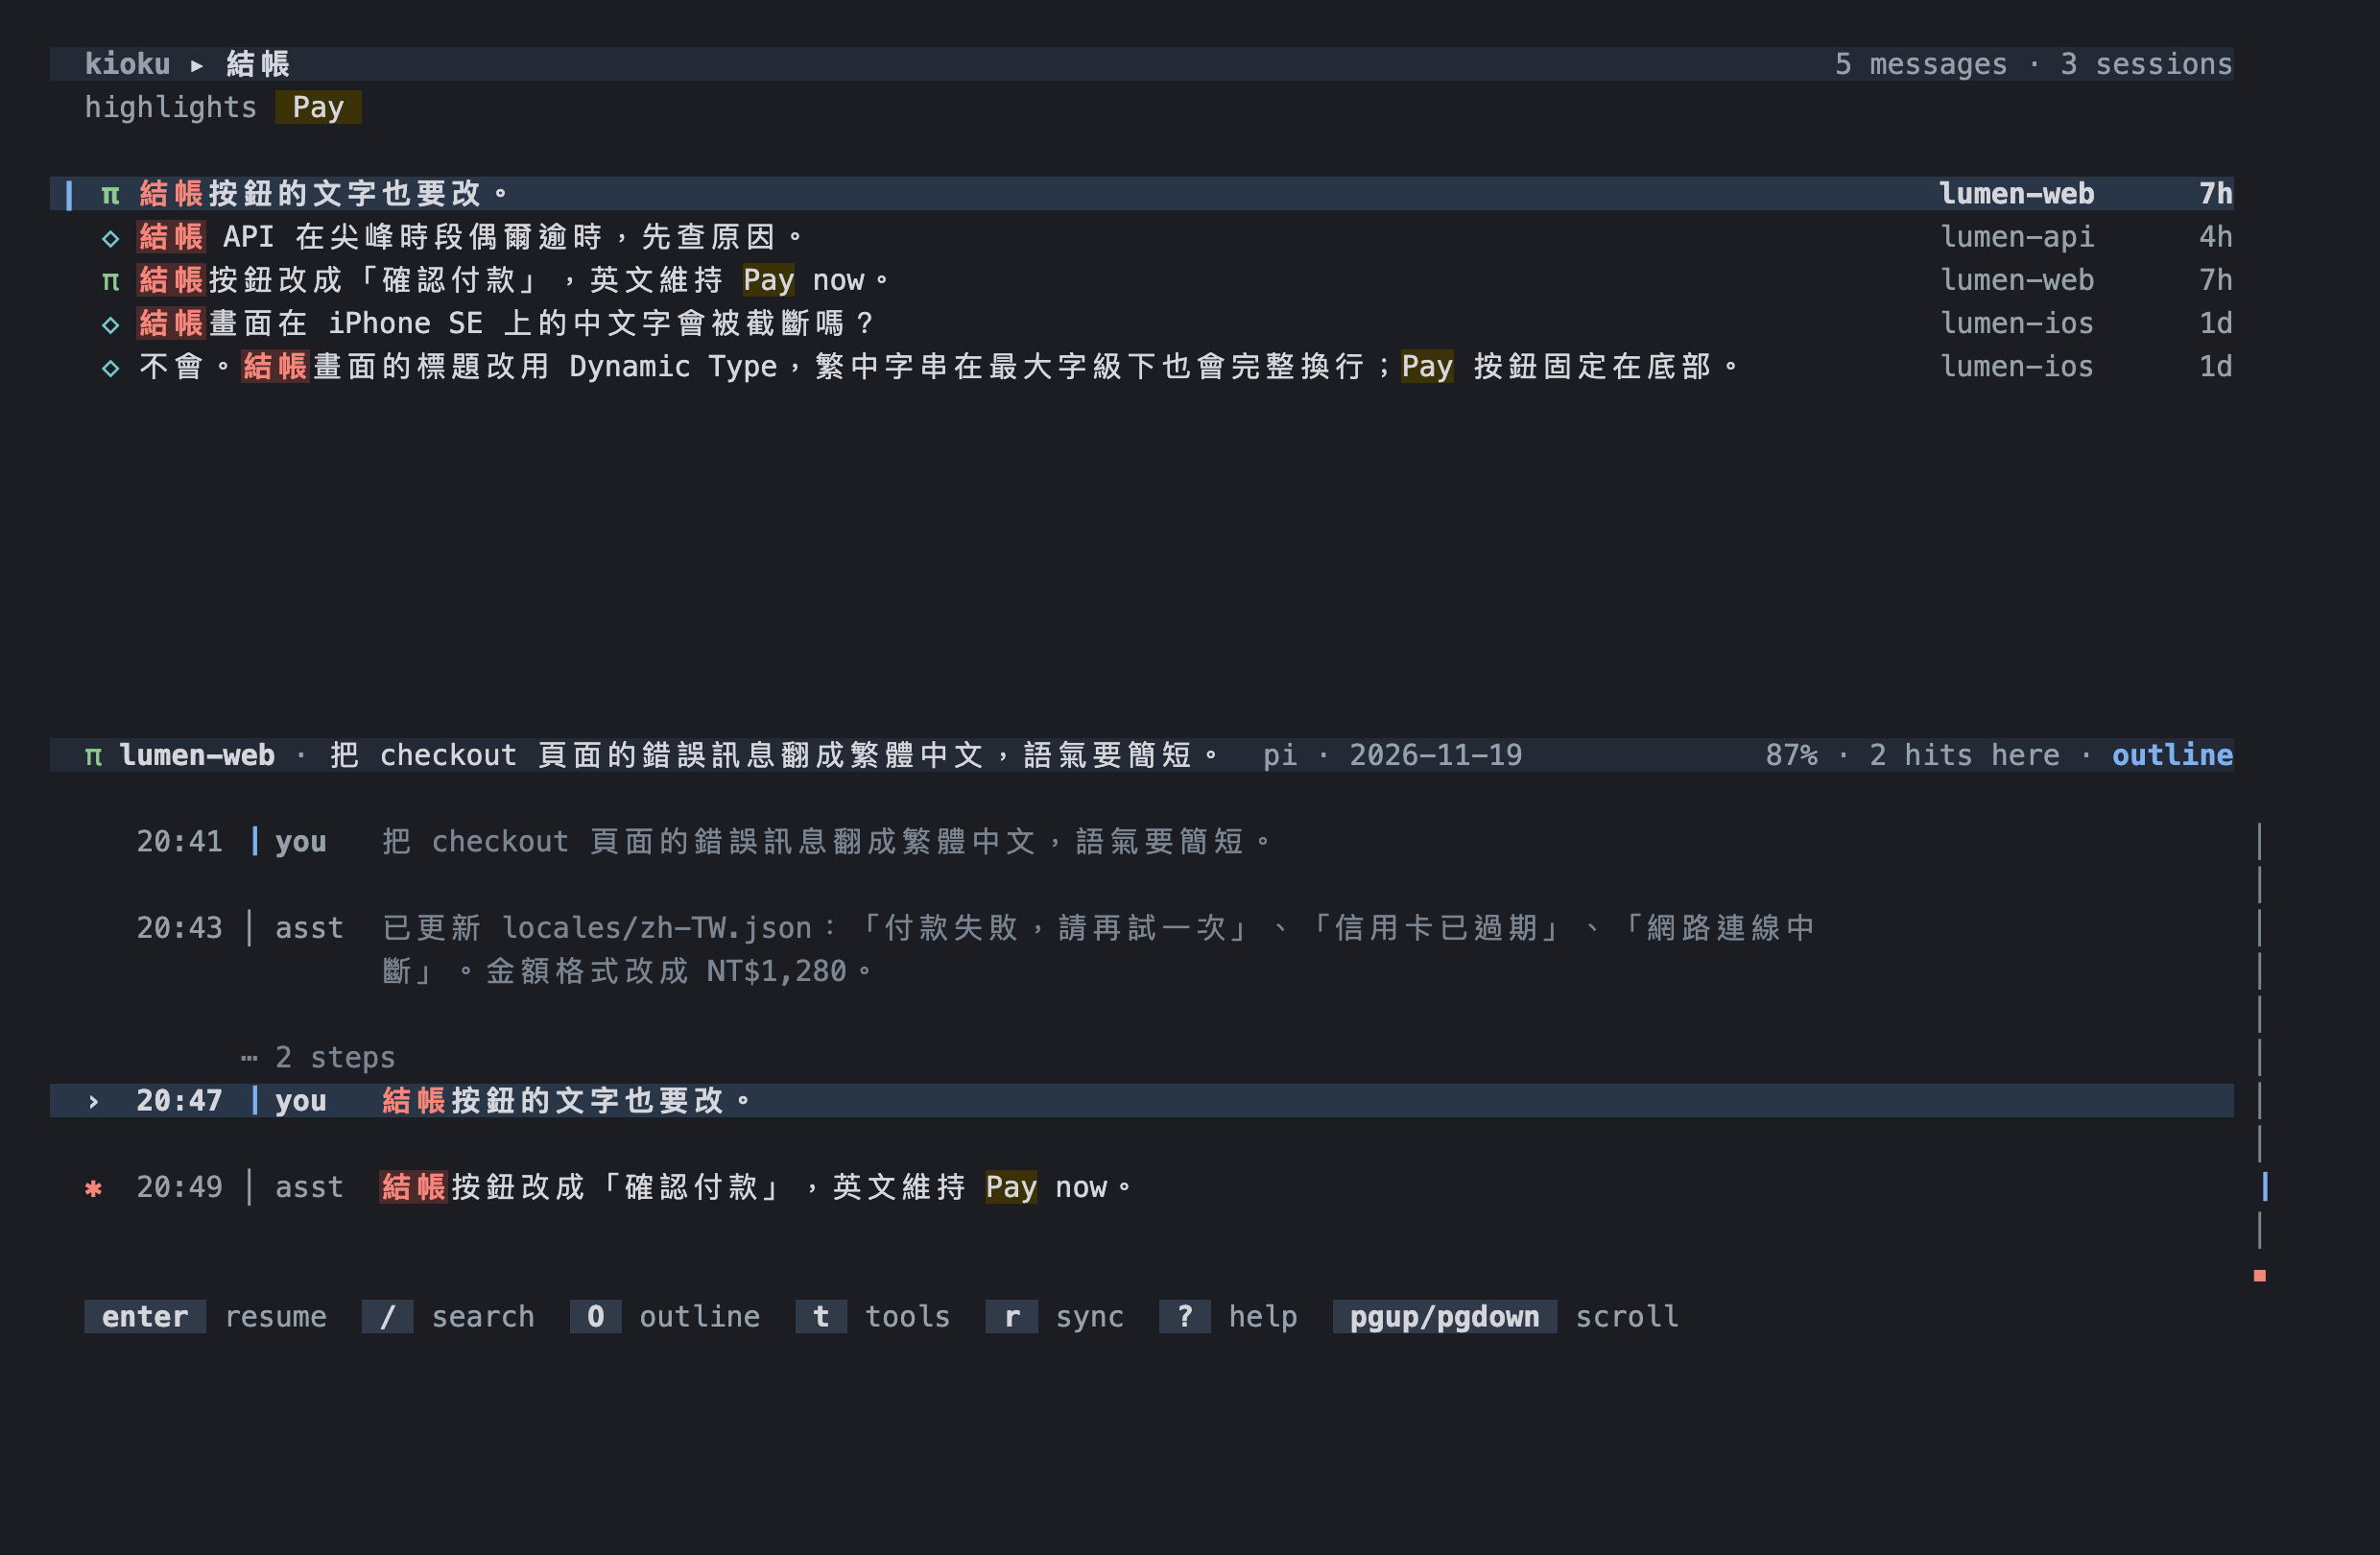 kioku ▸ 結帳 5 messages · 3 sessions
highlights Pay
π 結帳按鈕的文字也要改。 lumen-web 7h
◇ 結帳 API 在尖峰時段偶爾逾時，先查原因。 lumen-api 4h
π 結帳按鈕改成「確認付款」，英文維持 Pay now。 lumen-web 7h
◇ 結帳畫面在 iPhone SE 上的中文字會被截斷嗎？ lumen-ios 1d
◇ 不會。結帳畫面的標題改用 Dynamic Type，繁中字串在最大字級下也會完整換行；Pay 按鈕固定在底部。 lumen-ios 1d
π lumen-web · 把 checkout 頁面的錯誤訊息翻成繁體中文，語氣要簡短。 pi · 2026-11-19 87% · 2 hits here · outline
20:41 you 把 checkout 頁面的錯誤訊息翻成繁體中文，語氣要簡短。
20:43 asst 已更新 locales/zh-TW.json：「付款失敗，請再試一次」、「信用卡已過期」、「網路連線中
斷」。金額格式改成 NT$1,280。
⋯ 2 steps
› 20:47 you 結帳按鈕的文字也要改。
✱ 20:49 asst 結帳按鈕改成「確認付款」，英文維持 Pay now。
enter resume / search O outline t tools r sync ? help pgup/pgdown scroll